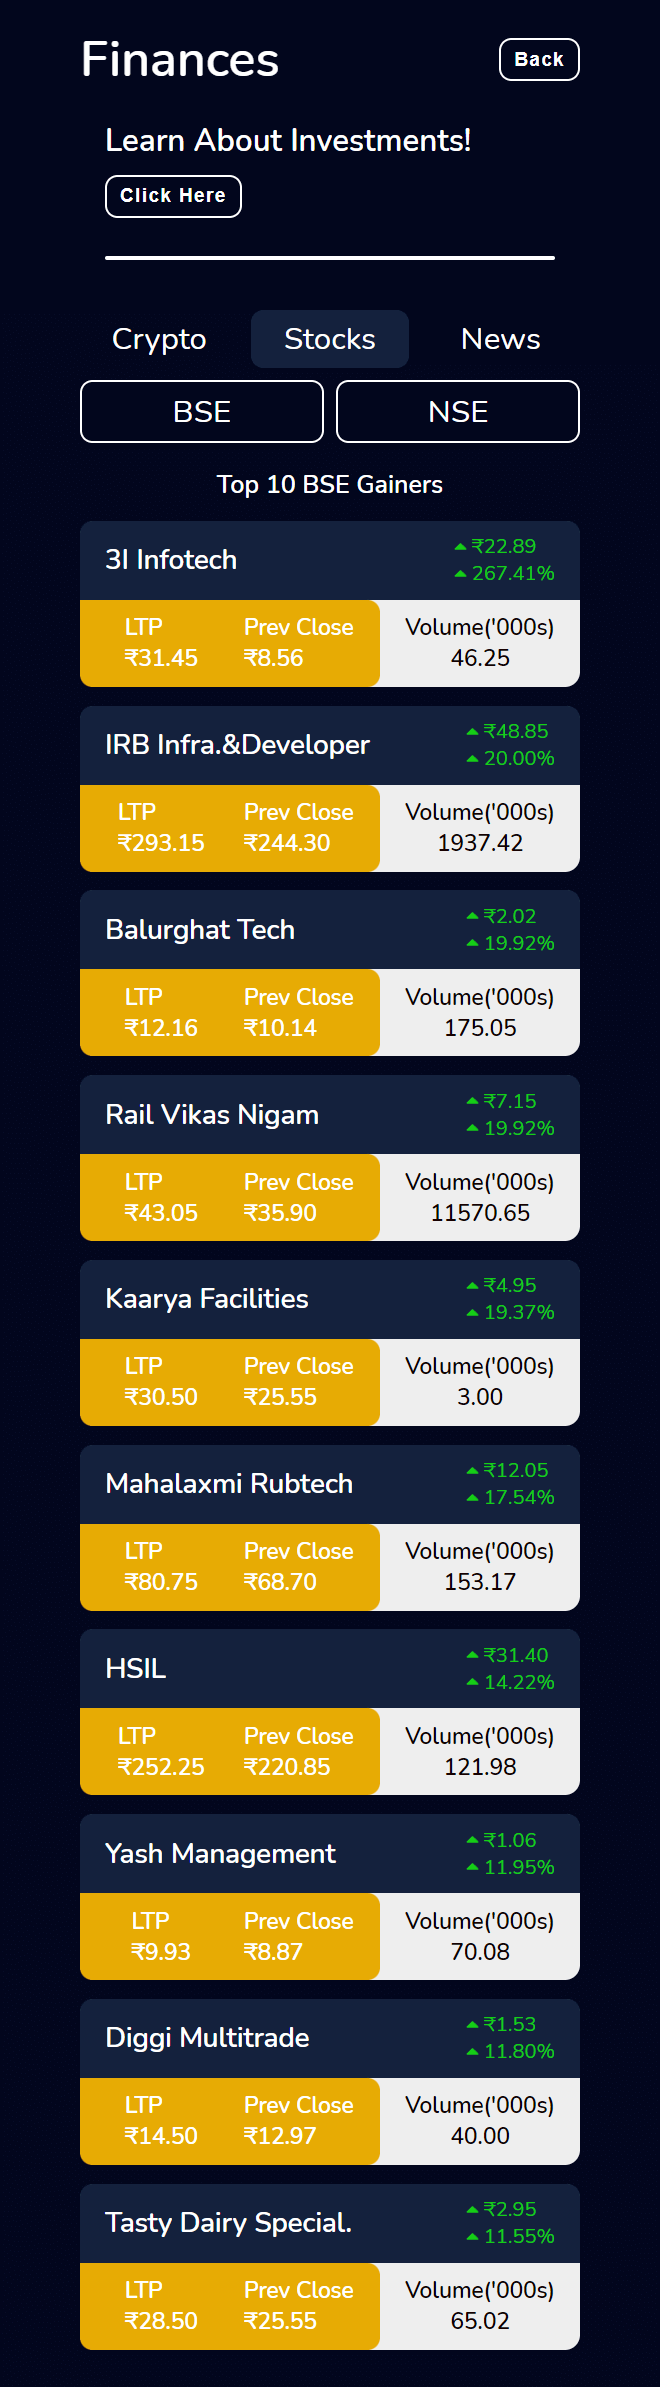 Finances
Back
Learn About Investments!
Click Here
Crypto Stocks News
BSE NSE
Top 10 BSE Gainers
3I Infotech
₹22.89
267.41%
LTP Prev Close Volume('000s)
₹31.45 ₹8.56 46.25
IRB Infra.&Developer
₹48.85
20.00%
LTP Prev Close Volume('000s)
₹293.15 ₹244.30 1937.42
Balurghat Tech
₹2.02
19.92%
LTP Prev Close Volume('000s)
₹12.16 ₹10.14 175.05
Rail Vikas Nigam
₹7.15
19.92%
LTP Prev Close Volume('000s)
₹43.05 ₹35.90 11570.65
Kaarya Facilities
₹4.95
19.37%
LTP Prev Close Volume('000s)
₹30.50 ₹25.55 3.00
Mahalaxmi Rubtech
₹12.05
17.54%
LTP Prev Close Volume('000s)
₹80.75 ₹68.70 153.17
HSIL
₹31.40
14.22%
LTP Prev Close Volume('000s)
₹252.25 ₹220.85 121.98
Yash Management
₹1.06
11.95%
LTP Prev Close Volume('000s)
₹9.93 ₹8.87 70.08
Diggi Multitrade
₹1.53
11.80%
LTP Prev Close Volume('000s)
₹14.50 ₹12.97 40.00
Tasty Dairy Special.
₹2.95
11.55%
LTP Prev Close Volume('000s)
₹28.50 ₹25.55 65.02